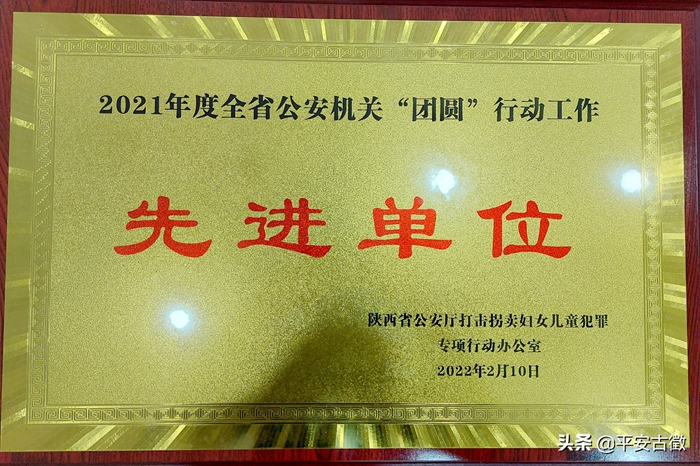 2021年度全省公安机关“团圆”行动工作
先进单位
陕西省公安厅打击拐卖妇女儿童犯罪
专项行动办公室
2022年2月10日
头条@平安古徵